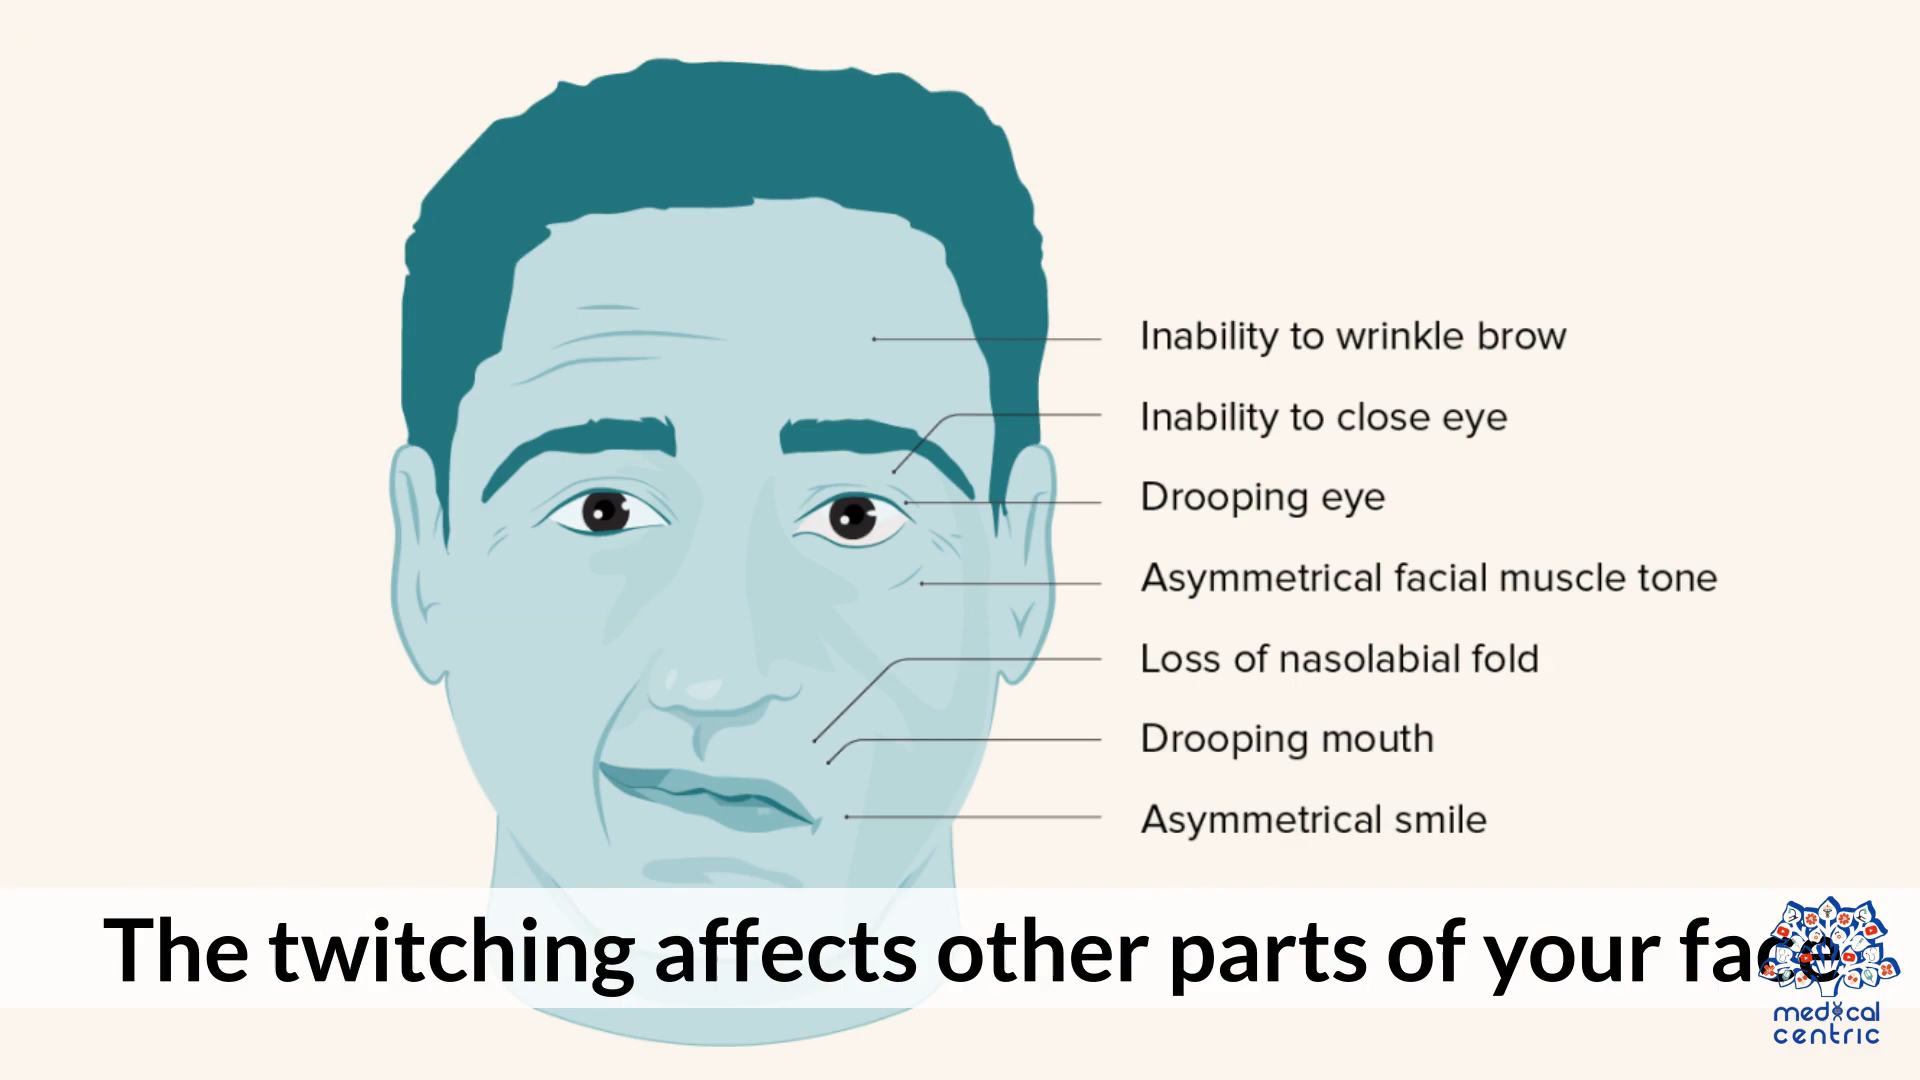 Inability to wrinkle brow
Inability to close eye
Drooping eye
Asymmetrical facial muscle tone
Loss of nasolabial fold
Drooping mouth
Asymmetrical smile
The twitching affects other parts of your face
medical
centric